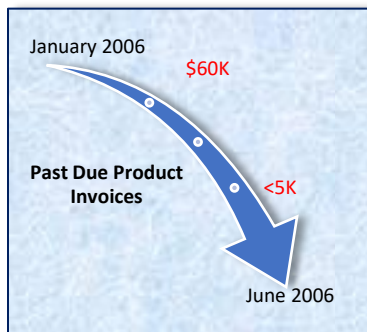 January 2006
$60K
Past Due Product
Invoices
<5K
June 2006